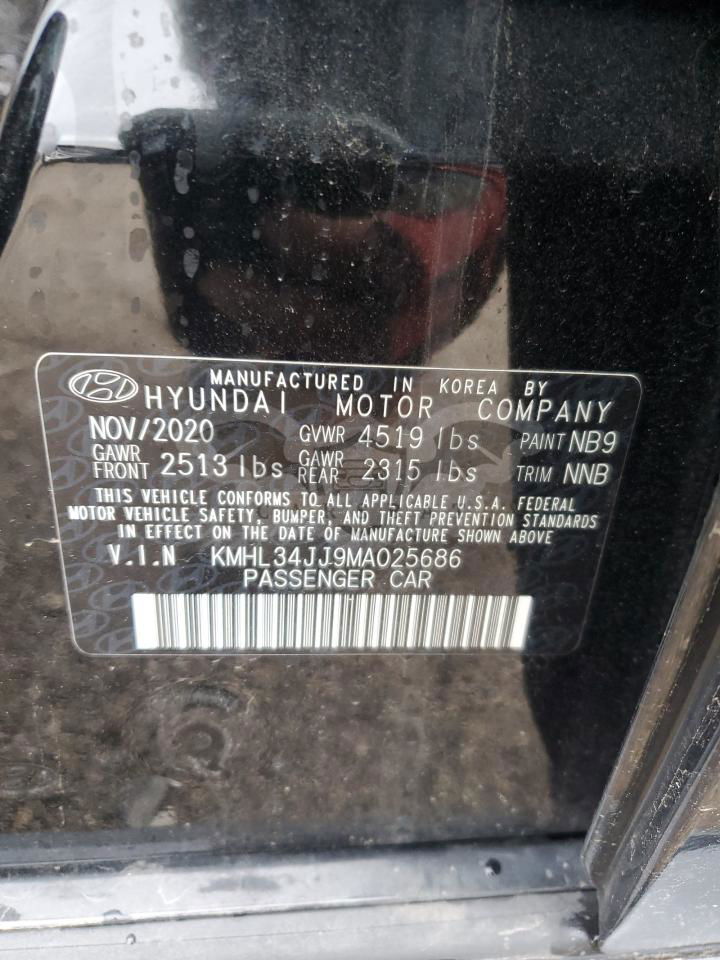 MANUFACTURED IN KOREA BY
HYUNDAI MOTOR COMPANY
NOV/2020 GVWR 4519 lbs PAINT NB9
GAWR FRONT 2513 lbs GAWR REAR 2315 lbs TRIM NNB
THIS VEHICLE CONFORMS TO ALL APPLICABLE U.S.A. FEDERAL
MOTOR VEHICLE SAFETY, BUMPER, AND THEFT PREVENTION STANDARDS
IN EFFECT ON THE DATE OF MANUFACTURE SHOWN ABOVE
V.I.N KMHL34JJ9MA025686
PASSENGER CAR